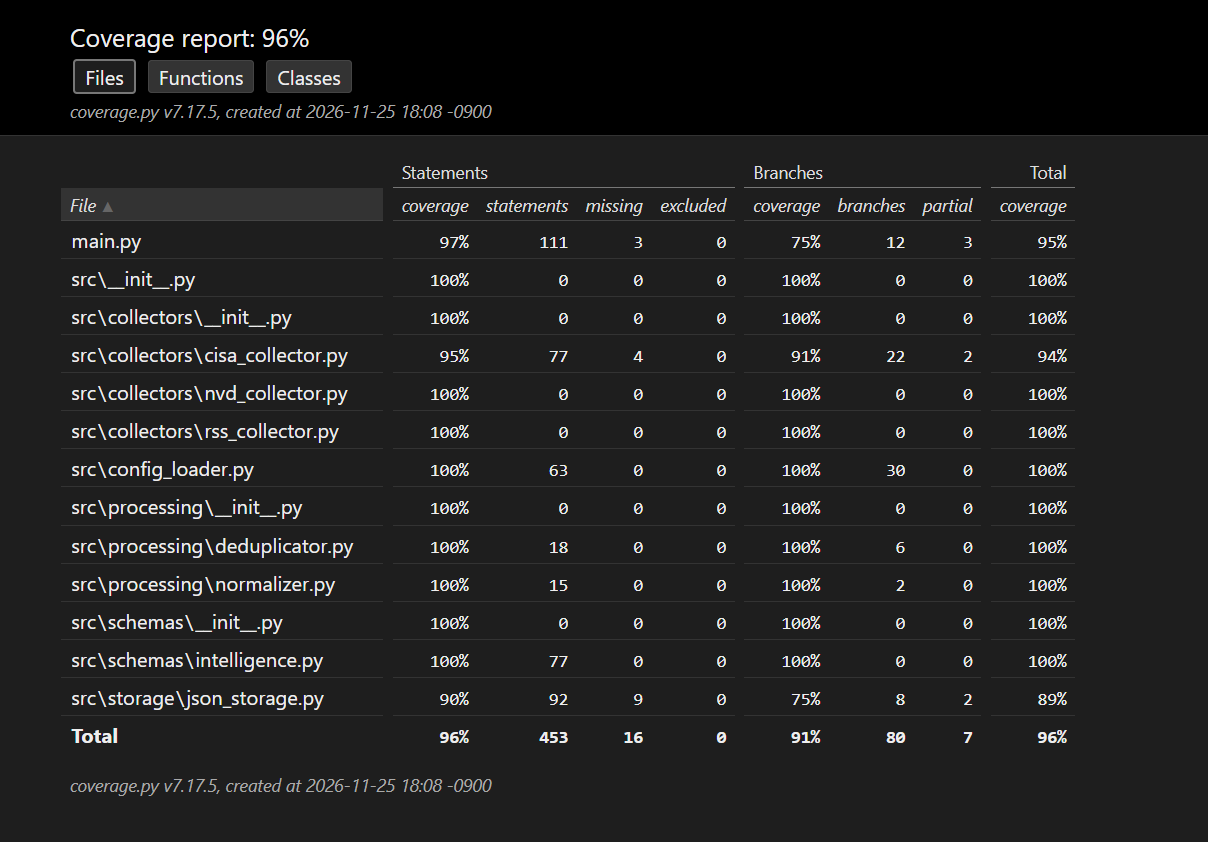 Coverage report: 96%
Files Functions Classes
coverage.py v7.17.5, created at 2026-11-25 18:08 -0900
Statements Branches Total
File ▲ coverage statements missing excluded coverage branches partial coverage
main.py 97% 111 3 0 75% 12 3 95%
src\__init__.py 100% 0 0 0 100% 0 0 100%
src\collectors\__init__.py 100% 0 0 0 100% 0 0 100%
src\collectors\cisa_collector.py 95% 77 4 0 91% 22 2 94%
src\collectors\nvd_collector.py 100% 0 0 0 100% 0 0 100%
src\collectors\rss_collector.py 100% 0 0 0 100% 0 0 100%
src\config_loader.py 100% 63 0 0 100% 30 0 100%
src\processing\__init__.py 100% 0 0 0 100% 0 0 100%
src\processing\deduplicator.py 100% 18 0 0 100% 6 0 100%
src\processing\normalizer.py 100% 15 0 0 100% 2 0 100%
src\schemas\__init__.py 100% 0 0 0 100% 0 0 100%
src\schemas\intelligence.py 100% 77 0 0 100% 0 0 100%
src\storage\json_storage.py 90% 92 9 0 75% 8 2 89%
Total 96% 453 16 0 91% 80 7 96%
coverage.py v7.17.5, created at 2026-11-25 18:08 -0900